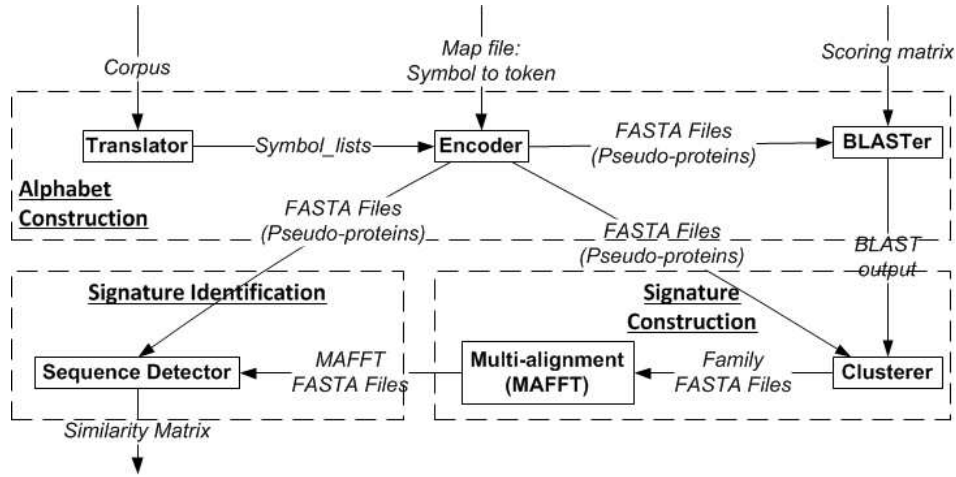 Corpus
Map file:
Symbol to token
Scoring matrix
Translator
Symbol_lists
Encoder
FASTA Files
(Pseudo-proteins)
BLASTer
Alphabet
Construction
FASTA Files
(Pseudo-proteins)
FASTA Files
(Pseudo-proteins)
BLAST
output
Signature Identification
Signature
Construction
Sequence Detector
MAFFT
FASTA Files
Multi-alignment
(MAFFT)
Family
FASTA Files
Clusterer
Similarity Matrix